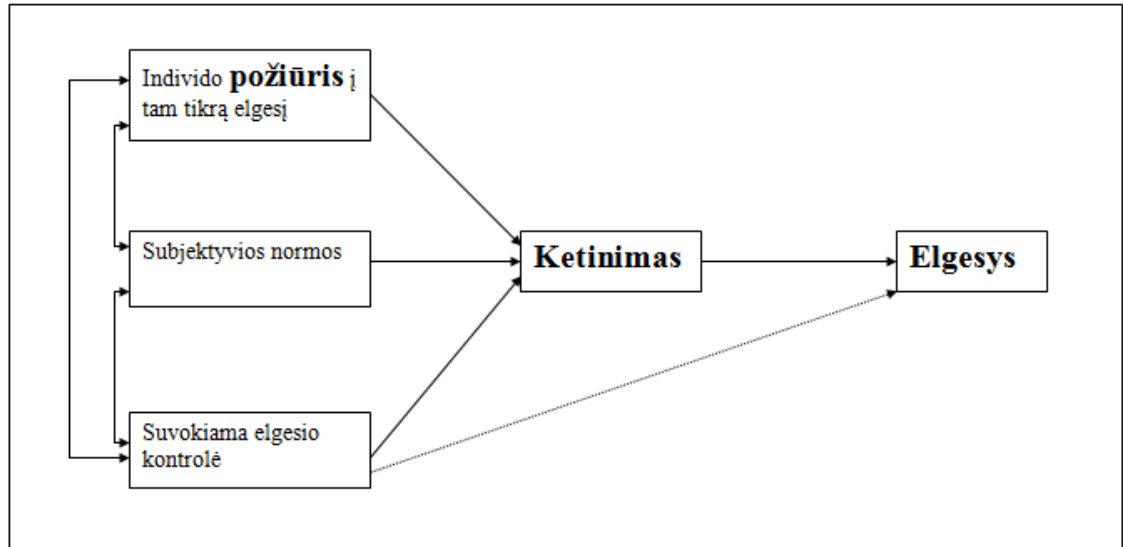 Individo požiūris į
tam tikrą elgesį
Subjektyvios normos
Ketinimas
Elgesys
Suvokiama elgesio
kontrolė